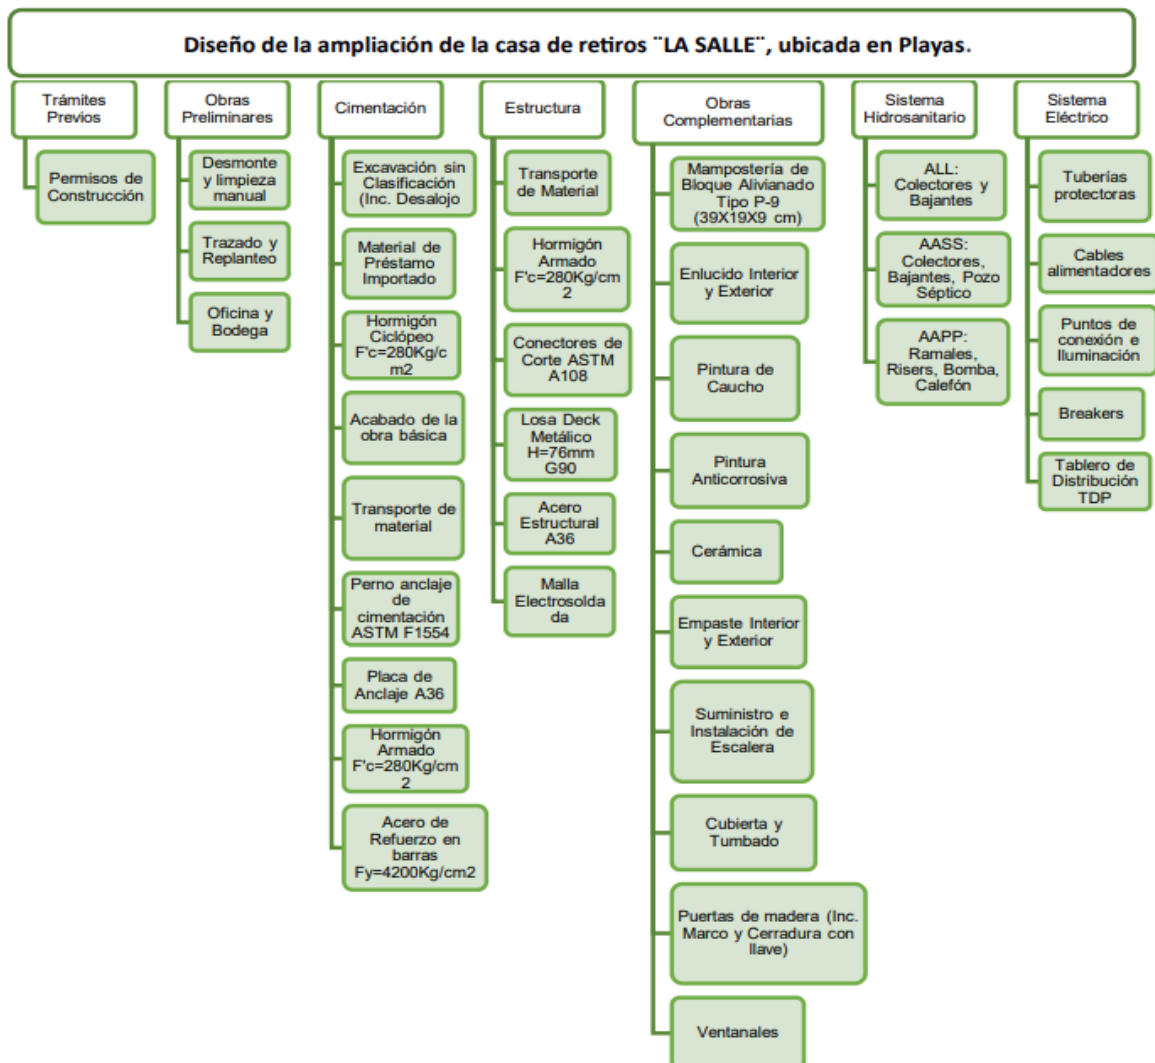 Diseño de la ampliación de la casa de retiros ¨LA SALLE¨, ubicada en Playas.
Trámites
Previos
Permisos de
Construcción
Obras
Preliminares
Desmonte
y limpieza
manual
Trazado y
Replanteo
Oficina y
Bodega
Cimentación
Excavación sin
Clasificación
(Inc. Desalojo
Material de
Préstamo
Importado
Hormigón
Ciclópeo
F'c=280Kg/c
m2
Acabado de la
obra básica
Transporte de
material
Perno anclaje
de
cimentación
ASTM F1554
Placa de
Anclaje A36
Hormigón
Armado
F'c=280Kg/cm
2
Acero de
Refuerzo en
barras
Fy=4200Kg/cm2
Estructura
Transporte
de Material
Hormigón
Armado
F'c=280Kg/cm
2
Conectores de
Corte ASTM
A108
Losa Deck
Metálico
H=76mm
G90
Acero
Estructural
A36
Malla
Electrosolda
da
Obras
Complementarias
Mampostería de
Bloque Alivianado
Tipo P-9
(39X19X9 cm)
Enlucido Interior
y Exterior
Pintura de
Caucho
Pintura
Anticorrosiva
Cerámica
Empaste Interior
y Exterior
Suministro e
Instalación de
Escalera
Cubierta y
Tumbado
Puertas de madera (Inc.
Marco y Cerradura con
llave)
Ventanales
Sistema
Hidrosanitario
ALL:
Colectores y
Bajantes
AASS:
Colectores,
Bajantes, Pozo
Séptico
AAPP:
Ramales,
Risers, Bomba,
Calefón
Sistema
Eléctrico
Tuberías
protectoras
Cables
alimentadores
Puntos de
conexión e
Iluminación
Breakers
Tablero de
Distribución
TDP